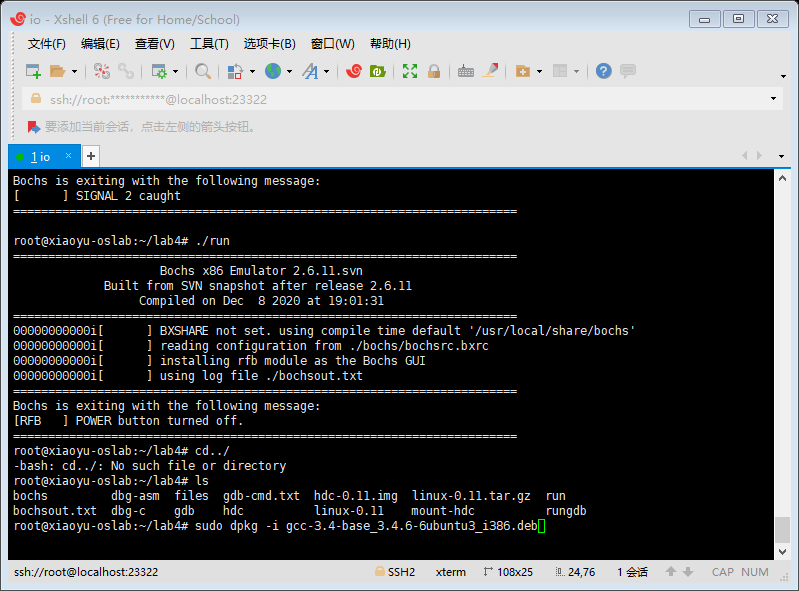 io - Xshell 6 (Free for Home/School)
文件(F) 编辑(E) 查看(V) 工具(T) 选项卡(B) 窗口(W) 帮助(H)
ssh://root:***********@localhost:23322
要添加当前会话，点击左侧的箭头按钮。
1 io × +
Bochs is exiting with the following message:
[      ] SIGNAL 2 caught
========================================================================
root@xiaoyu-oslab:~/lab4# ./run
========================================================================
Bochs x86 Emulator 2.6.11.svn
Built from SVN snapshot after release 2.6.11
Compiled on Dec  8 2020 at 19:01:31
========================================================================
00000000000i[      ] BXSHARE not set. using compile time default '/usr/local/share/bochs'
00000000000i[      ] reading configuration from ./bochs/bochsrc.bxrc
00000000000i[      ] installing rfb module as the Bochs GUI
00000000000i[      ] using log file ./bochsout.txt
========================================================================
Bochs is exiting with the following message:
[RFB   ] POWER button turned off.
========================================================================
root@xiaoyu-oslab:~/lab4# cd../
-bash: cd../: No such file or directory
root@xiaoyu-oslab:~/lab4# ls
bochs         dbg-asm  files  gdb-cmd.txt  hdc-0.11.img  linux-0.11.tar.gz  run
bochsout.txt  dbg-c    gdb    hdc          linux-0.11    mount-hdc          rungdb
root@xiaoyu-oslab:~/lab4# sudo dpkg -i gcc-3.4-base_3.4.6-6ubuntu3_i386.deb
ssh://root@localhost:23322 SSH2 xterm 108x25 24,76 1 会话 CAP NUM